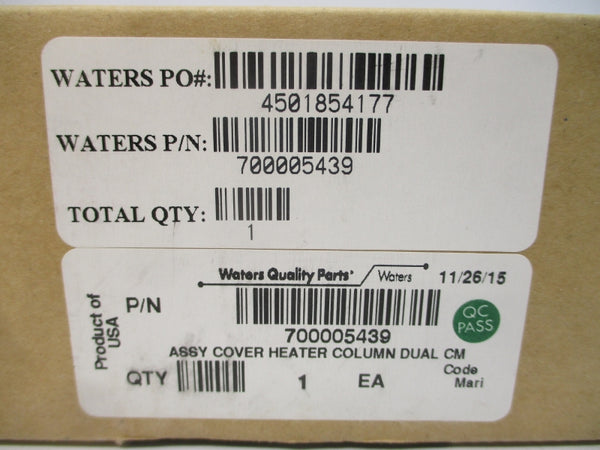 WATERS PO#:
4501854177
WATERS P/N:
700005439
TOTAL QTY:
1
Waters Quality Parts Waters 11/26/15
Product of
USA
P/N
QC
PASS
700005439
ASSY COVER HEATER COLUMN DUAL CM
QTY 1 EA
Code
Mari